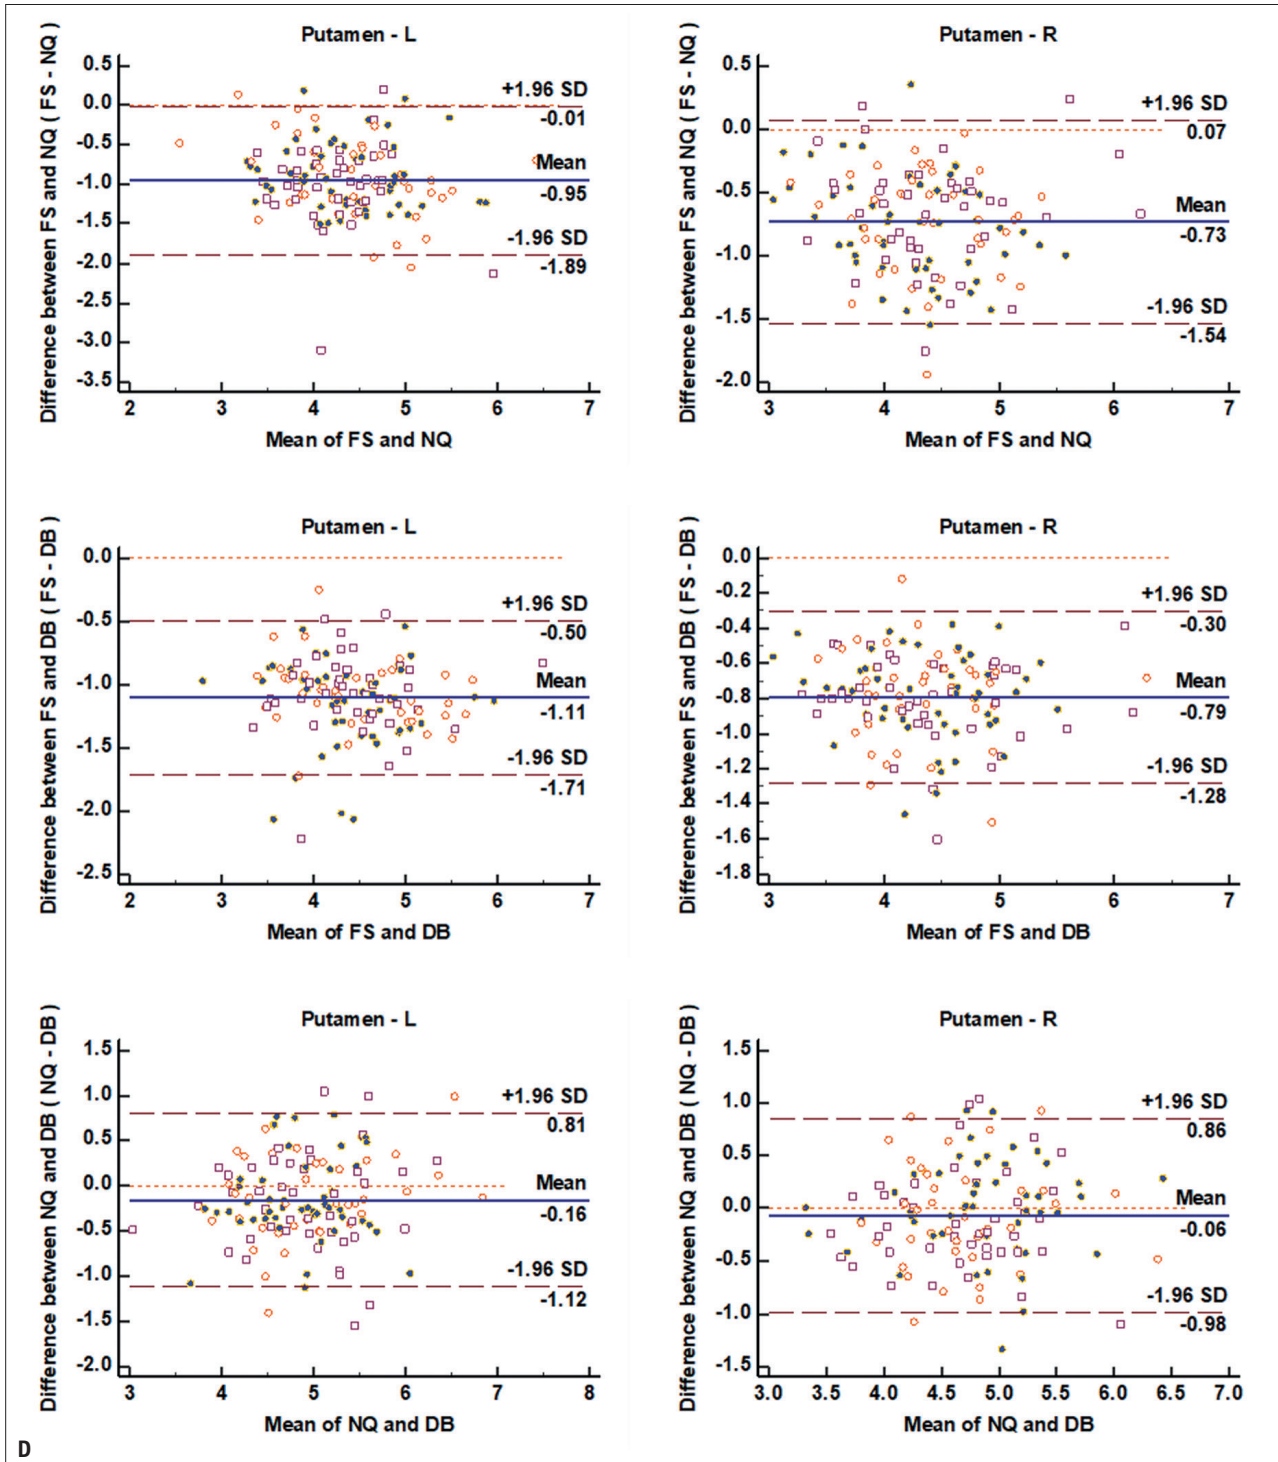 Putamen - L
Difference between FS and NQ ( FS - NQ )
0.5
0.0
-0.5
-1.0
-1.5
-2.0
-2.5
-3.0
-3.5
+1.96 SD
-0.01
Mean
-0.95
-1.96 SD
-1.89
2 3 4 5 6 7
Mean of FS and NQ
Putamen - R
Difference between FS and NQ ( FS - NQ )
0.5
0.0
-0.5
-1.0
-1.5
-2.0
+1.96 SD
0.07
Mean
-0.73
-1.96 SD
-1.54
3 4 5 6 7
Mean of FS and NQ
Putamen - L
Difference between FS and DB ( FS - DB )
0.0
-0.5
-1.0
-1.5
-2.0
-2.5
+1.96 SD
-0.50
Mean
-1.11
-1.96 SD
-1.71
2 3 4 5 6 7
Mean of FS and DB
Putamen - R
Difference between FS and DB ( FS - DB )
0.0
-0.2
-0.4
-0.6
-0.8
-1.0
-1.2
-1.4
-1.6
-1.8
+1.96 SD
-0.30
Mean
-0.79
-1.96 SD
-1.28
3 4 5 6 7
Mean of FS and DB
Putamen - L
Difference between NQ and DB ( NQ - DB )
1.5
1.0
0.5
0.0
-0.5
-1.0
-1.5
-2.0
+1.96 SD
0.81
Mean
-0.16
-1.96 SD
-1.12
3 4 5 6 7 8
Mean of NQ and DB
Putamen - R
Difference between NQ and DB ( NQ - DB )
1.5
1.0
0.5
0.0
-0.5
-1.0
-1.5
+1.96 SD
0.86
Mean
-0.06
-1.96 SD
-0.98
3.0 3.5 4.0 4.5 5.0 5.5 6.0 6.5 7.0
Mean of NQ and DB
D